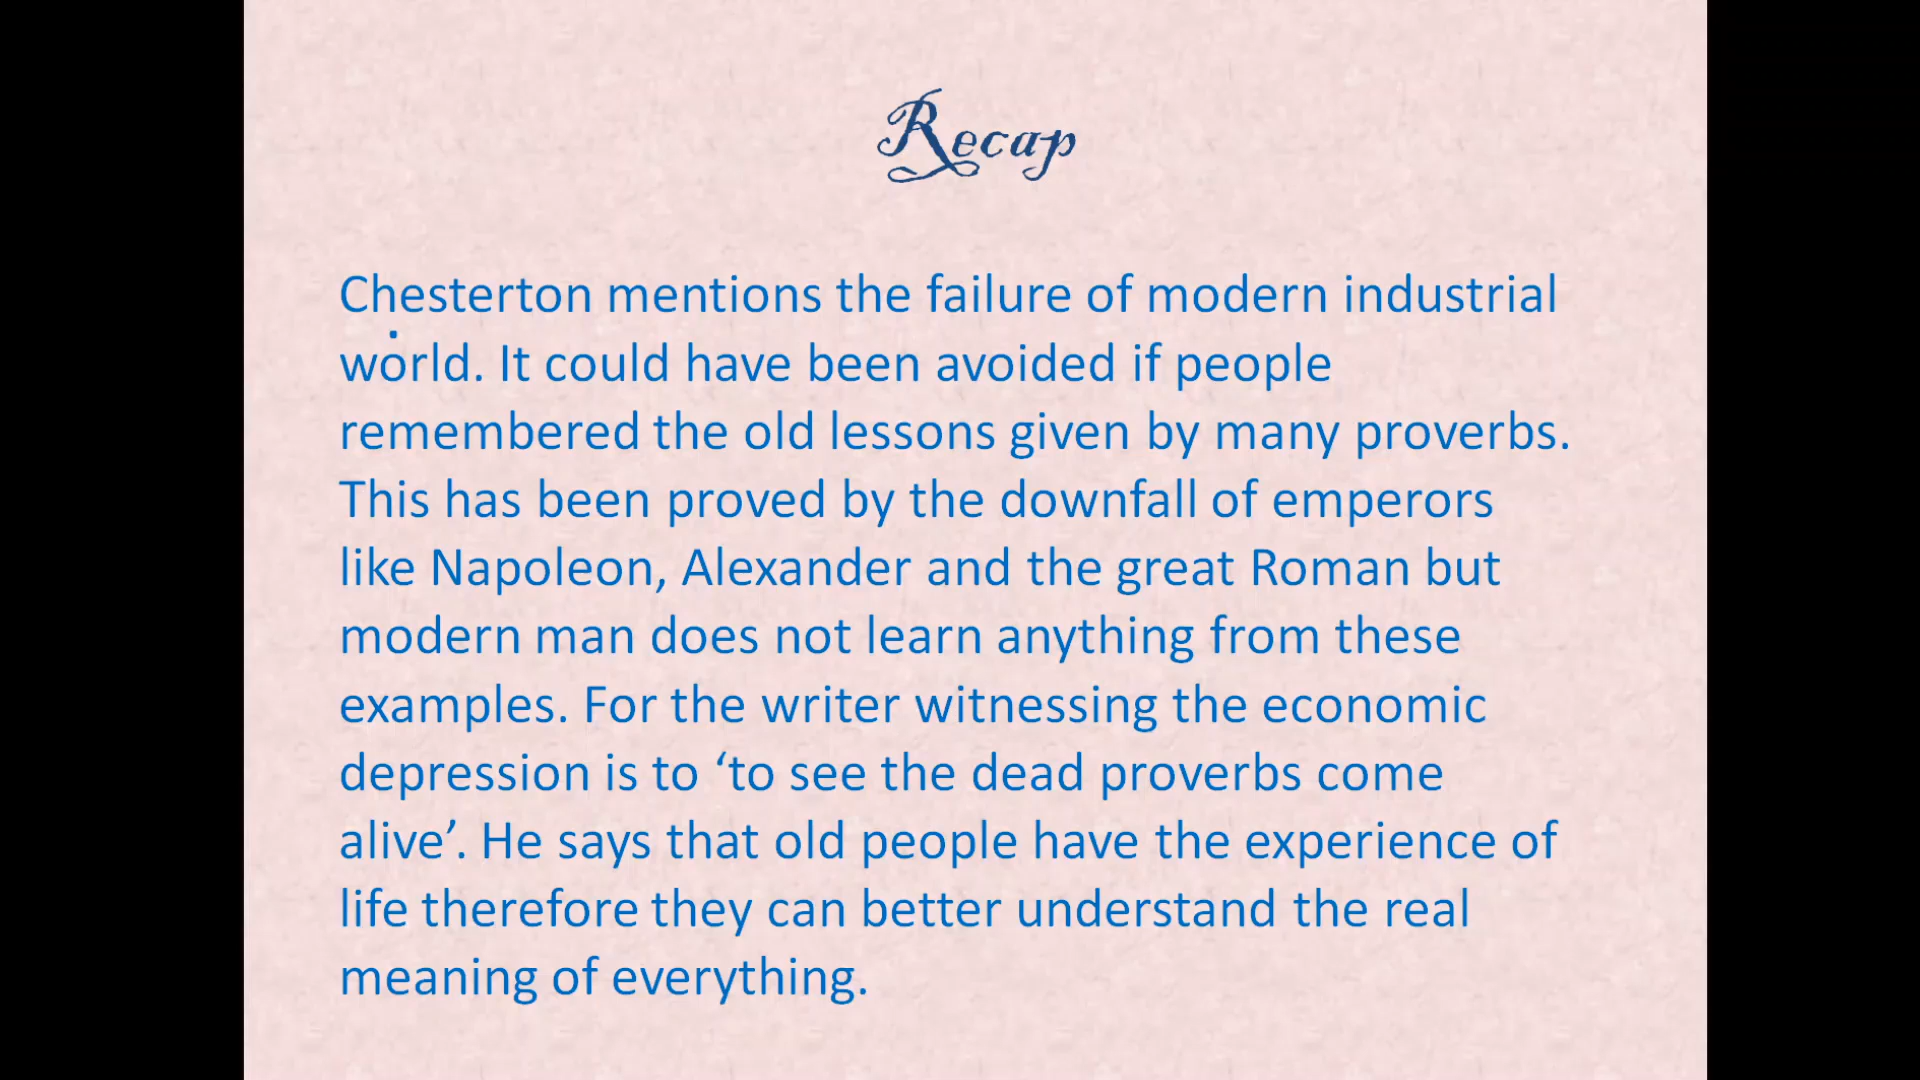 Recap
Chesterton mentions the failure of modern industrial
world. It could have been avoided if people
remembered the old lessons given by many proverbs.
This has been proved by the downfall of emperors
like Napoleon, Alexander and the great Roman but
modern man does not learn anything from these
examples. For the writer witnessing the economic
depression is to ‘to see the dead proverbs come
alive’. He says that old people have the experience of
life therefore they can better understand the real
meaning of everything.